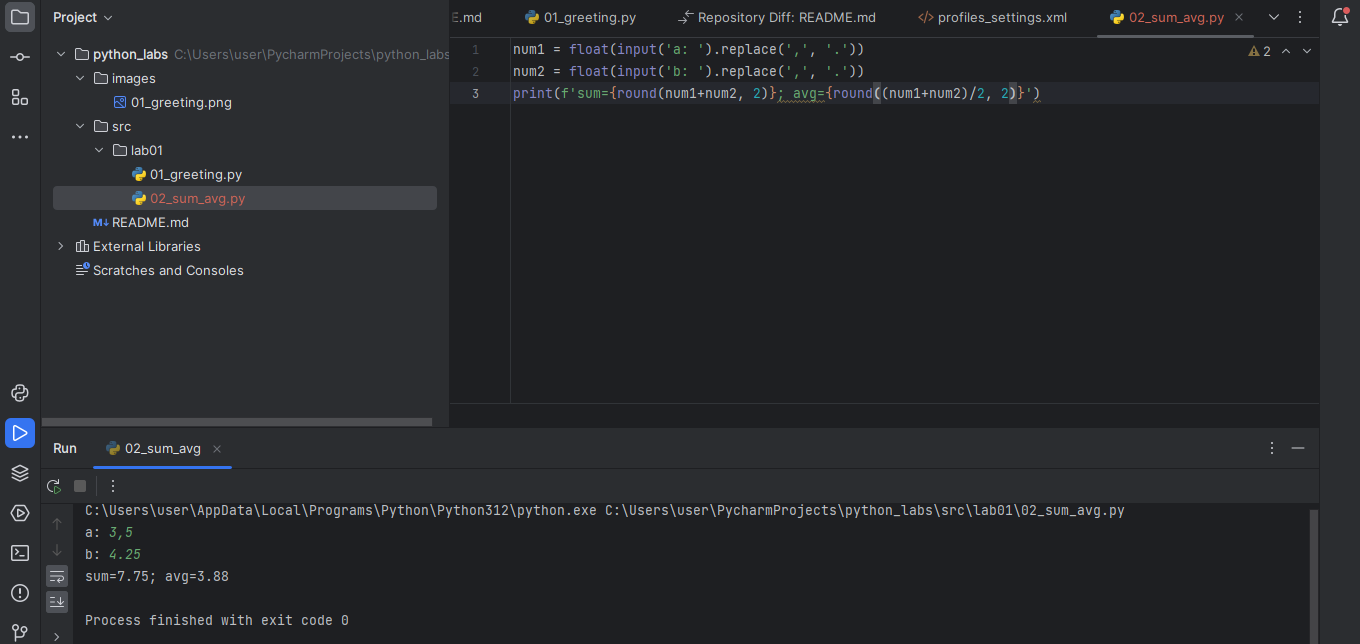 Project
E.md 01_greeting.py Repository Diff: README.md </> profiles_settings.xml 02_sum_avg.py
python_labs C:\Users\user\PycharmProjects\python_labs
images
01_greeting.png
src
lab01
01_greeting.py
02_sum_avg.py
M↓ README.md
External Libraries
Scratches and Consoles
1 num1 = float(input('a: ').replace(',', '.'))
2 num2 = float(input('b: ').replace(',', '.'))
3 print(f'sum={round(num1+num2, 2)}; avg={round((num1+num2)/2, 2)}')
2
Run 02_sum_avg
C:\Users\user\AppData\Local\Programs\Python\Python312\python.exe C:\Users\user\PycharmProjects\python_labs\src\lab01\02_sum_avg.py
a: 3,5
b: 4.25
sum=7.75; avg=3.88
Process finished with exit code 0